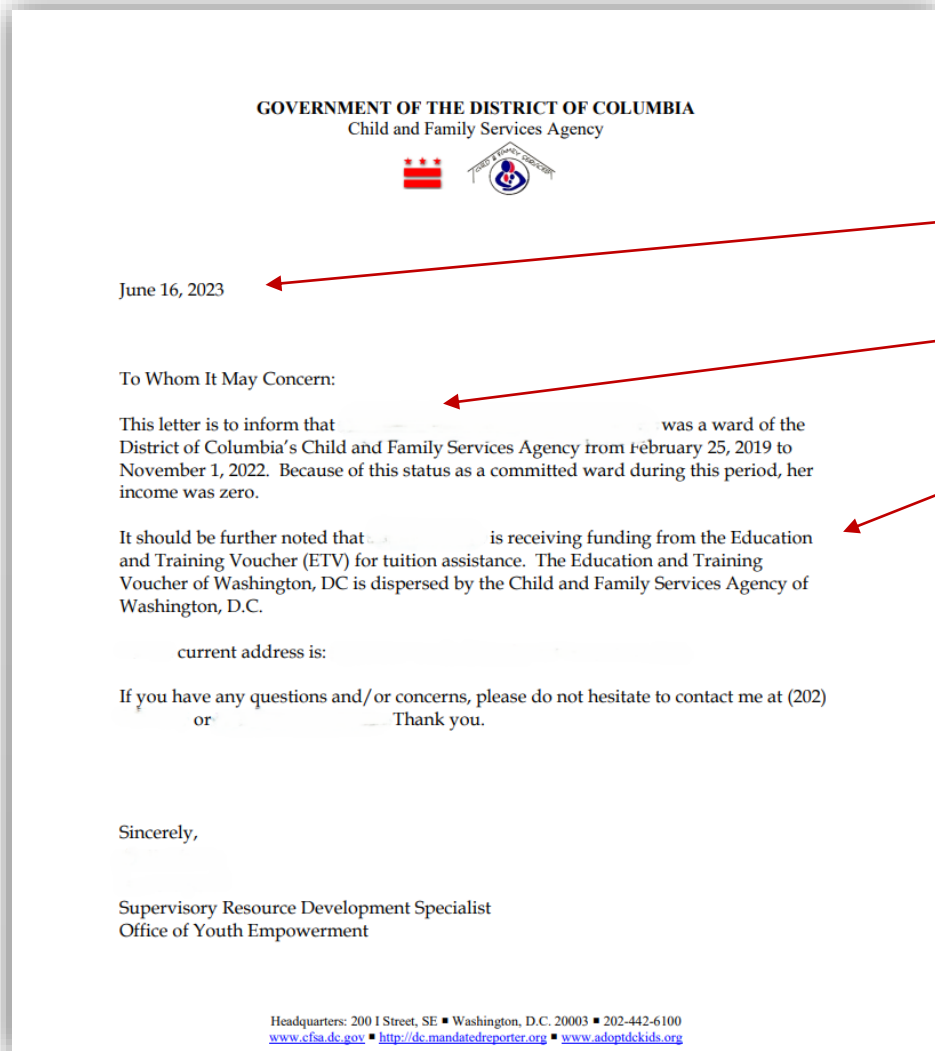 GOVERNMENT OF THE DISTRICT OF COLUMBIA
Child and Family Services Agency
CHILD & FAMILY SERVICES
June 16, 2023
To Whom It May Concern:
This letter is to inform that was a ward of the
District of Columbia's Child and Family Services Agency from February 25, 2019 to
November 1, 2022. Because of this status as a committed ward during this period, her
income was zero.
It should be further noted that is receiving funding from the Education
and Training Voucher (ETV) for tuition assistance. The Education and Training
Voucher of Washington, DC is dispersed by the Child and Family Services Agency of
Washington, D.C.
current address is:
If you have any questions and/or concerns, please do not hesitate to contact me at (202)
or Thank you.
Sincerely,
Supervisory Resource Development Specialist
Office of Youth Empowerment
Headquarters: 200 I Street, SE ■ Washington, D.C. 20003 ■ 202-442-6100
www.cfsa.dc.gov ■ http://dc.mandatedreporter.org ■ www.adoptdckids.org